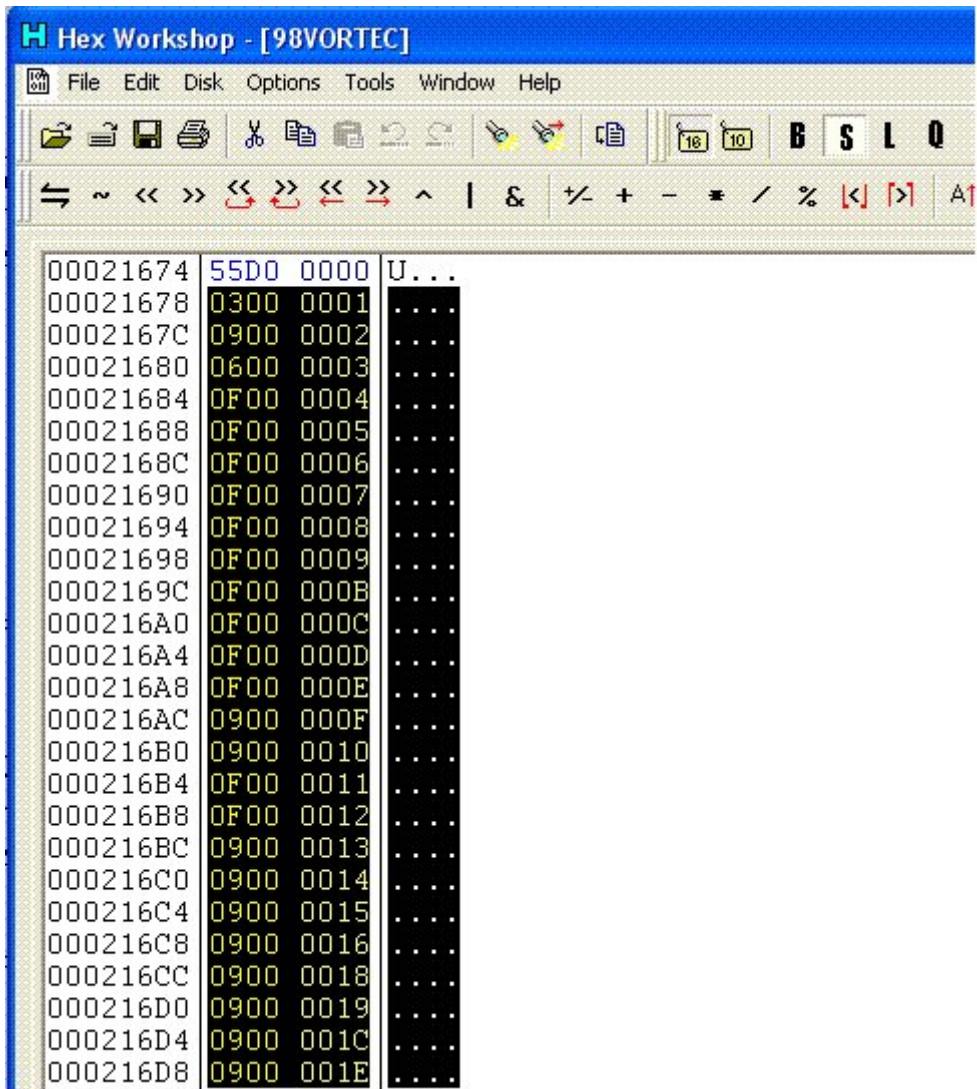 Hex Workshop - [98VORTEC]
File Edit Disk Options Tools Window Help
16 10 B S L Q
~ << >> << >> << >> ^ | & +/- + - * / % [<] [>] A↑
00021674 55D0 0000 U...
00021678 0300 0001 ....
0002167C 0900 0002 ....
00021680 0600 0003 ....
00021684 0F00 0004 ....
00021688 0F00 0005 ....
0002168C 0F00 0006 ....
00021690 0F00 0007 ....
00021694 0F00 0008 ....
00021698 0F00 0009 ....
0002169C 0F00 000B ....
000216A0 0F00 000C ....
000216A4 0F00 000D ....
000216A8 0F00 000E ....
000216AC 0900 000F ....
000216B0 0900 0010 ....
000216B4 0F00 0011 ....
000216B8 0F00 0012 ....
000216BC 0900 0013 ....
000216C0 0900 0014 ....
000216C4 0900 0015 ....
000216C8 0900 0016 ....
000216CC 0900 0018 ....
000216D0 0900 0019 ....
000216D4 0900 001C ....
000216D8 0900 001E ....